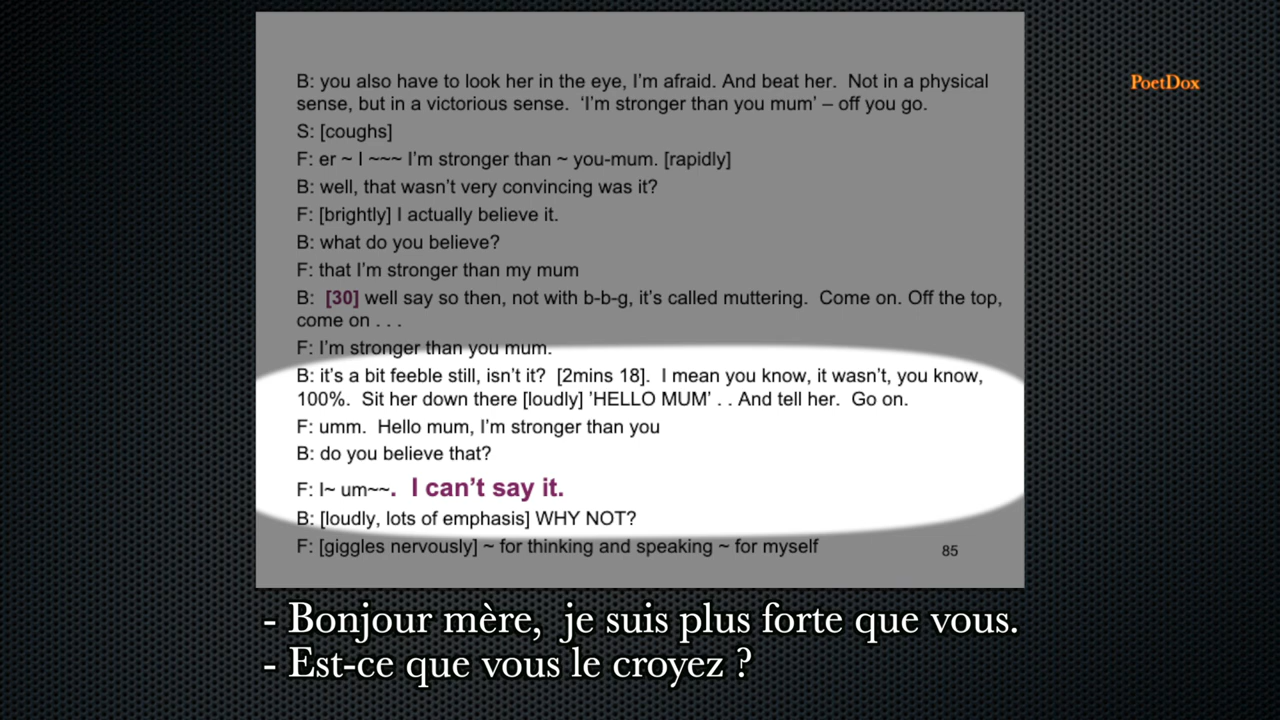 B: you also have to look her in the eye, I'm afraid. And beat her.  Not in a physical
sense, but in a victorious sense.  'I'm stronger than you mum' – off you go.
PoetDox
S: [coughs]
F: er ~ I ~~~ I'm stronger than ~ you-mum. [rapidly]
B: well, that wasn't very convincing was it?
F: [brightly] I actually believe it.
B: what do you believe?
F: that I'm stronger than my mum
B:  [30] well say so then, not with b-b-g, it's called muttering.  Come on. Off the top,
come on . . .
F: I'm stronger than you mum.
B: it's a bit feeble still, isn't it?  [2mins 18].  I mean you know, it wasn't, you know,
100%.  Sit her down there [loudly] 'HELLO MUM' . . And tell her.  Go on.
F: umm.  Hello mum, I'm stronger than you
B: do you believe that?
F: I~ um~~.  I can't say it.
B: [loudly, lots of emphasis] WHY NOT?
F: [giggles nervously] ~ for thinking and speaking ~ for myself
85
- Bonjour mère,  je suis plus forte que vous.
- Est-ce que vous le croyez ?